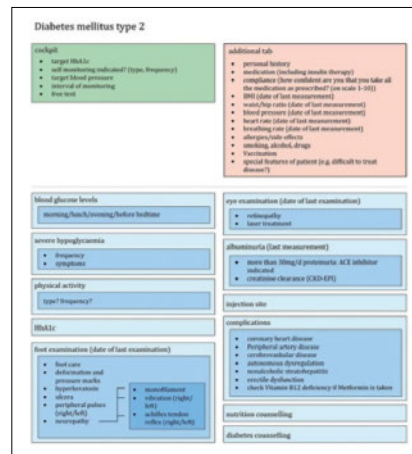 Diabetes mellitus type 2
cockpit
target HbA1c
self monitoring indicated? (type, frequency)
target blood pressure
interval of monitoring
free text
additional tab
personal history
medication (including insulin therapy)
compliance (how confident are you that you take all
the medication as prescribed? (on scale 1-10))
BMI (date of last measurement)
waist/hip ratio (date of last measurement)
blood pressure (date of last measurement)
heart rate (date of last measurement)
breathing rate (date of last measurement)
allergies/side effects
smoking, alcohol, drugs
Vaccination
special features of patient (e.g. difficult to treat
disease?)
blood glucose levels
morning/lunch/evening/before bedtime
severe hypoglycaemia
frequency
symptoms
physical activity
type? frequency?
HbA1c
foot examination (date of last examination)
foot care
deformation and
pressure marks
hyperkeratosis
ulcera
peripheral pulses
(right/left)
neuropathy
monofilament
vibration (right/
left)
achilles tendon
reflex (right/left)
eye examination (date of last examination)
retinopathy
laser treatment
albuminuria (last measurement)
more than 30mg/d proteinuria: ACE inhibitor
indicated
creatinine clearance (CKD-EPI)
injection site
complications
coronary heart disease
Peripheral artery disease
cerebrovascular disease
autonomous dysregulation
nonalcoholic steatohepatitis
erectile dysfunction
check Vitamin B12 deficiency if Metformin is taken
nutrition counselling
diabetes counselling